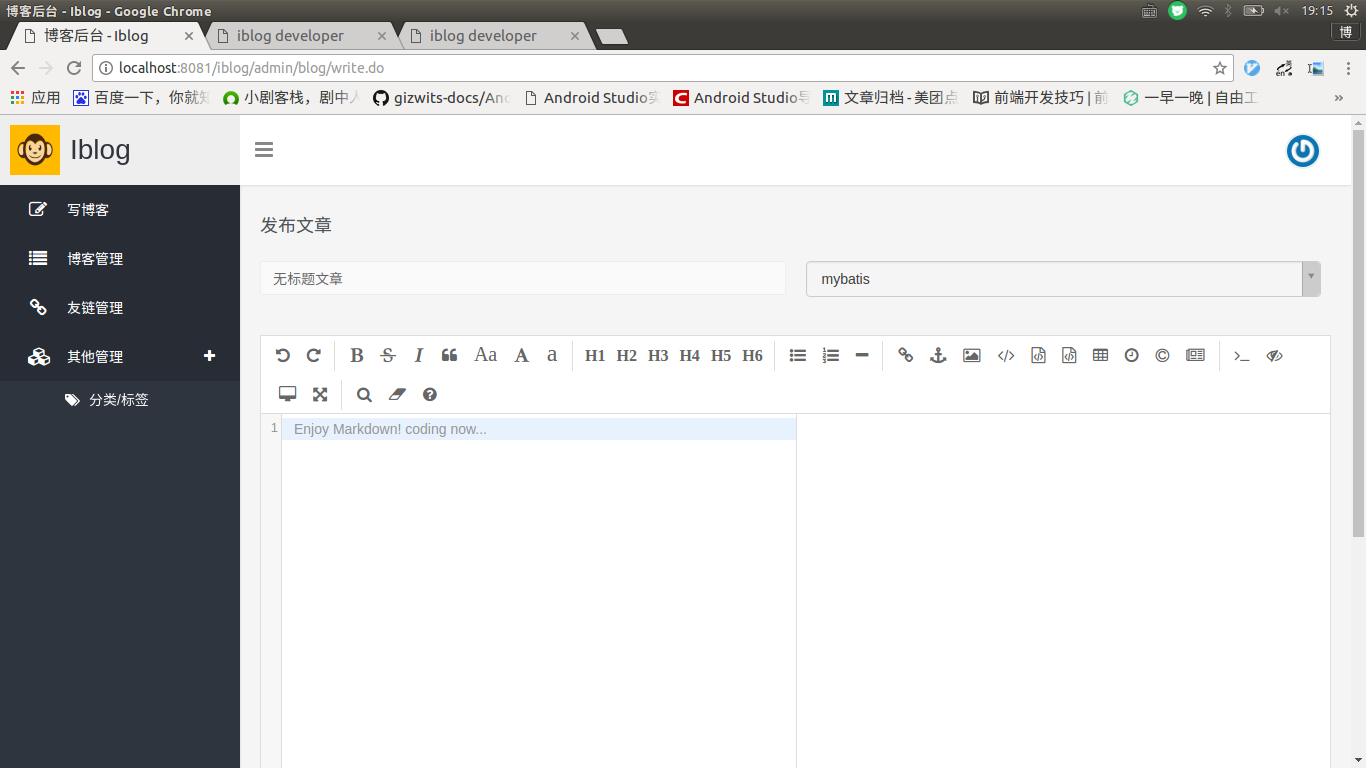 博客后台 - Iblog - Google Chrome
19:15
博客后台 - Iblog
iblog developer
iblog developer
博
localhost:8081/iblog/admin/blog/write.do
应用
百度一下，你就知
小剧客栈，剧中人
gizwits-docs/And
Android Studio实
Android Studio导
文章归档 - 美团点
前端开发技巧 | 前
一早一晚 | 自由工
»
Iblog
写博客
博客管理
友链管理
其他管理
分类/标签
发布文章
无标题文章
mybatis
B S I Aa A a H1 H2 H3 H4 H5 H6
1
Enjoy Markdown! coding now...